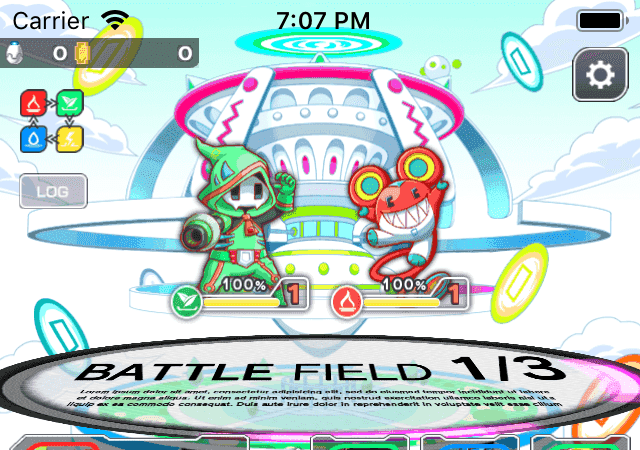 Carrier 7:07 PM
0 0
LOG
100% 1 100% 1
BATTLE FIELD 1/3
Lorem ipsum dolor sit amet, consectetur adipisicing elit, sed do eiusmod tempor incididunt ut labore
et dolore magna aliqua. Ut enim ad minim veniam, quis nostrud exercitation ullamco laboris nisi ut a
liquip ex ea commodo consequat. Duis aute irure dolor in reprehenderit in voluptate velit esse cillum